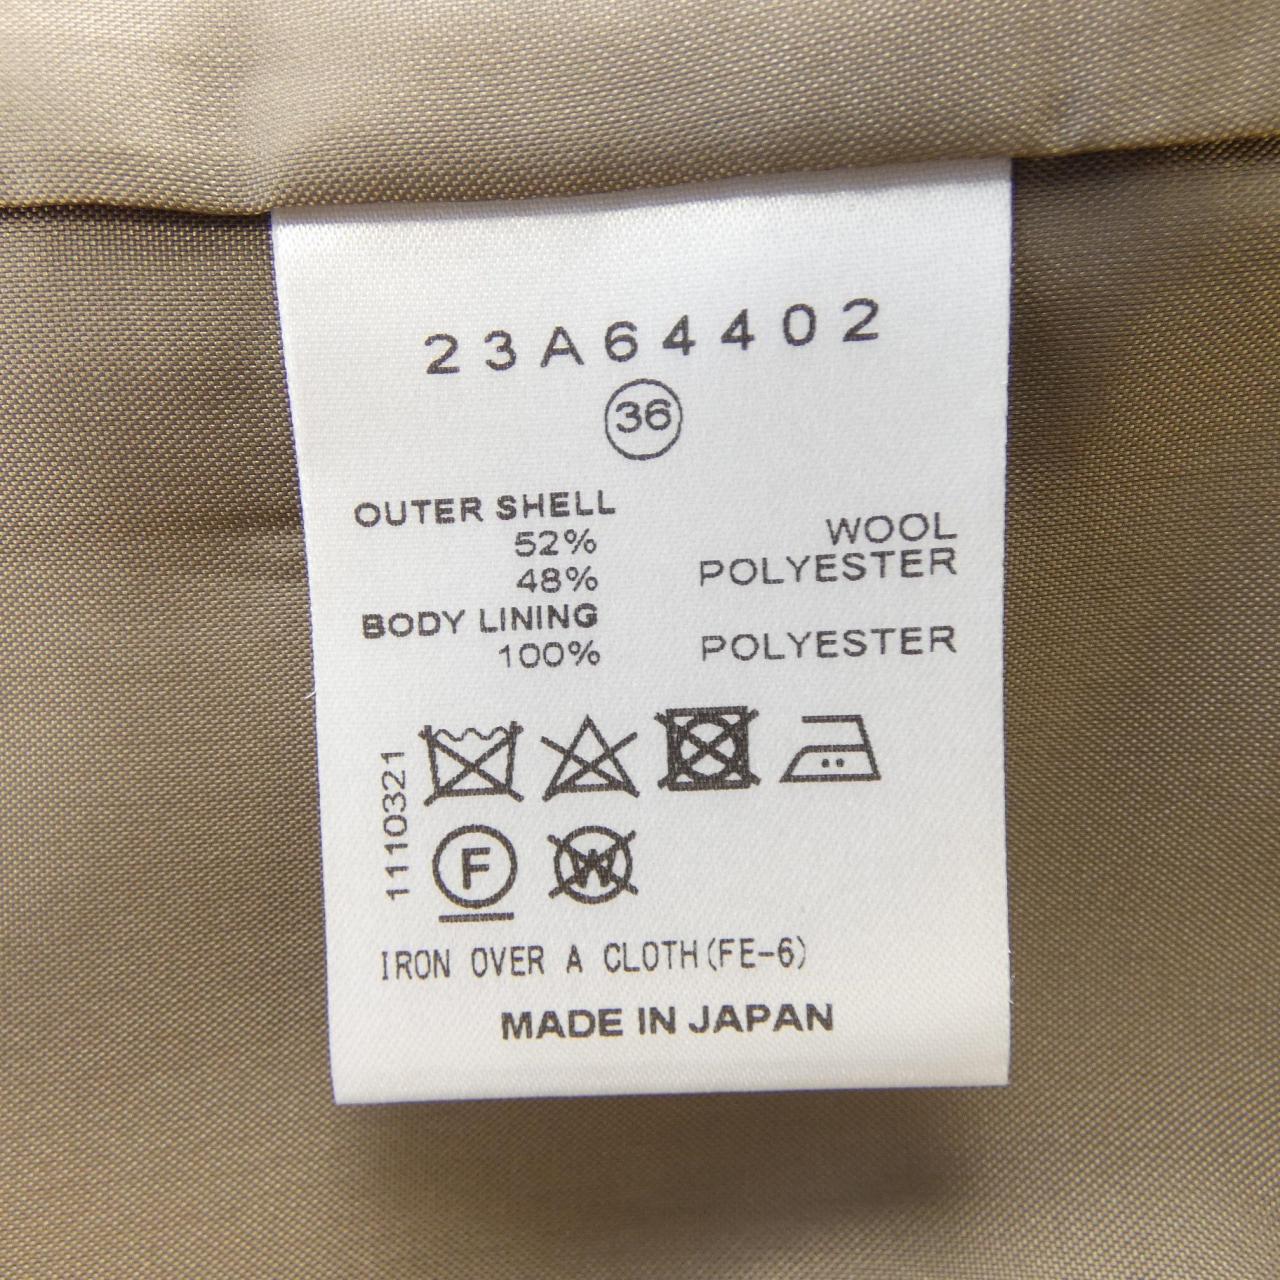 23A64402
36
OUTER SHELL
52% WOOL
48% POLYESTER
BODY LINING
100% POLYESTER
1110321
F W
IRON OVER A CLOTH(FE-6)
MADE IN JAPAN